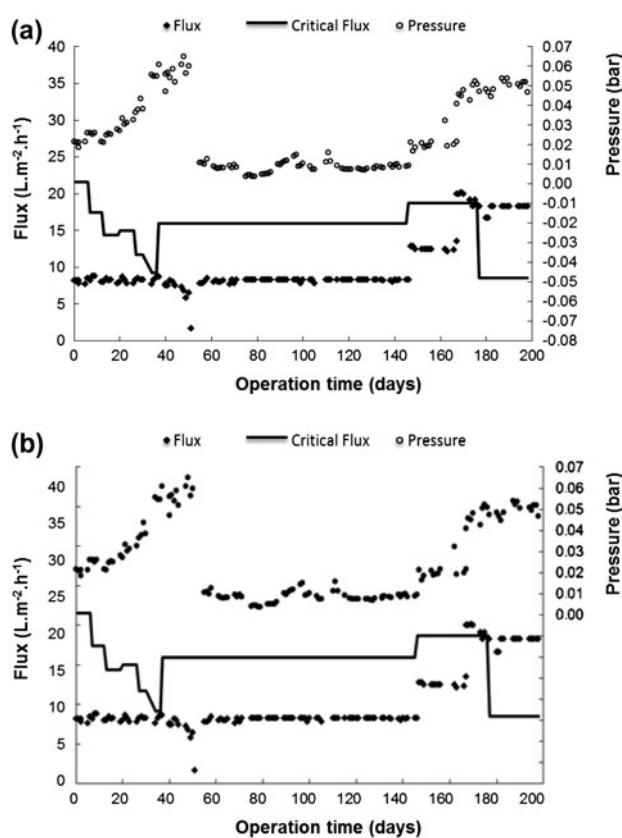 (a)
Flux Critical Flux Pressure
40 0.07
35 0.06
30 0.05
25 0.04
20 0.03
15 0.02
10 0.01
5 0.00
0 -0.01
-0.02
-0.03
-0.04
-0.05
-0.06
-0.07
-0.08
Flux (L.m-2.h-1)
Pressure (bar)
0 20 40 60 80 100 120 140 160 180 200
Operation time (days)
(b)
Flux Critical Flux Pressure
40 0.07
35 0.06
30 0.05
25 0.04
20 0.03
15 0.02
10 0.01
5 0.00
0
Flux (L.m-2.h-1)
Pressure (bar)
0 20 40 60 80 100 120 140 160 180 200
Operation time (days)